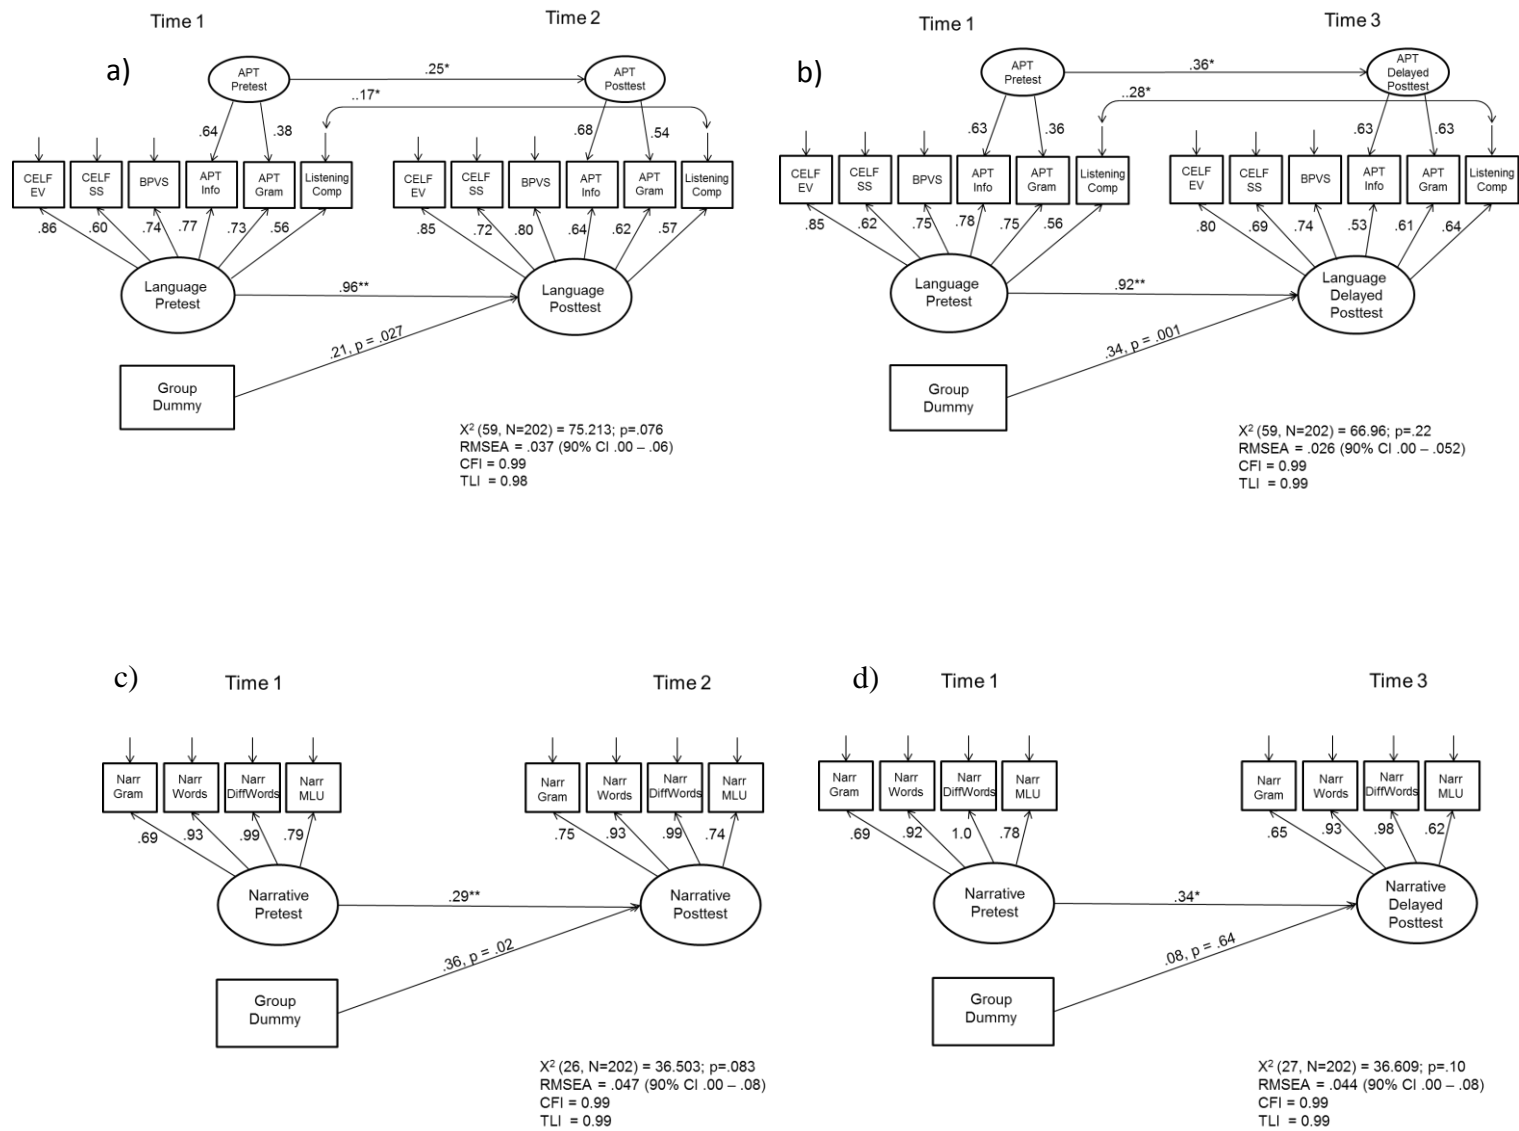 a)
Time 1
Time 2
APT
Pretest
.25*
APT
Posttest
..17*
.64
.38
.68
.54
CELF
EV
CELF
SS
BPVS
APT
Info
APT
Gram
Listening
Comp
CELF
EV
CELF
SS
BPVS
APT
Info
APT
Gram
Listening
Comp
.86
.60
.74
.77
.73
.56
.85
.72
.80
.64
.62
.57
Language
Pretest
.96**
Language
Posttest
.21, p = .027
Group
Dummy
X² (59, N=202) = 75.213; p=.076
RMSEA = .037 (90% CI .00 – .06)
CFI = 0.99
TLI = 0.98
b)
Time 1
Time 3
APT
Pretest
.36*
APT
Delayed
Posttest
..28*
.63
.36
.63
.63
CELF
EV
CELF
SS
BPVS
APT
Info
APT
Gram
Listening
Comp
CELF
EV
CELF
SS
BPVS
APT
Info
APT
Gram
Listening
Comp
.85
.62
.75
.78
.75
.56
.80
.69
.74
.53
.61
.64
Language
Pretest
.92**
Language
Delayed
Posttest
.34, p = .001
Group
Dummy
X² (59, N=202) = 66.96; p=.22
RMSEA = .026 (90% CI .00 – .052)
CFI = 0.99
TLI = 0.99
c)
Time 1
Time 2
Narr
Gram
Narr
Words
Narr
DiffWords
Narr
MLU
Narr
Gram
Narr
Words
Narr
DiffWords
Narr
MLU
.69
.93
.99
.79
.75
.93
.99
.74
Narrative
Pretest
.29**
Narrative
Posttest
.36, p = .02
Group
Dummy
X² (26, N=202) = 36.503; p=.083
RMSEA = .047 (90% CI .00 – .08)
CFI = 0.99
TLI = 0.99
d)
Time 1
Time 3
Narr
Gram
Narr
Words
Narr
DiffWords
Narr
MLU
Narr
Gram
Narr
Words
Narr
DiffWords
Narr
MLU
.69
.92
1.0
.78
.65
.93
.98
.62
Narrative
Pretest
.34*
Narrative
Delayed
Posttest
.08, p = .64
Group
Dummy
X² (27, N=202) = 36.609; p=.10
RMSEA = .044 (90% CI .00 – .08)
CFI = 0.99
TLI = 0.99